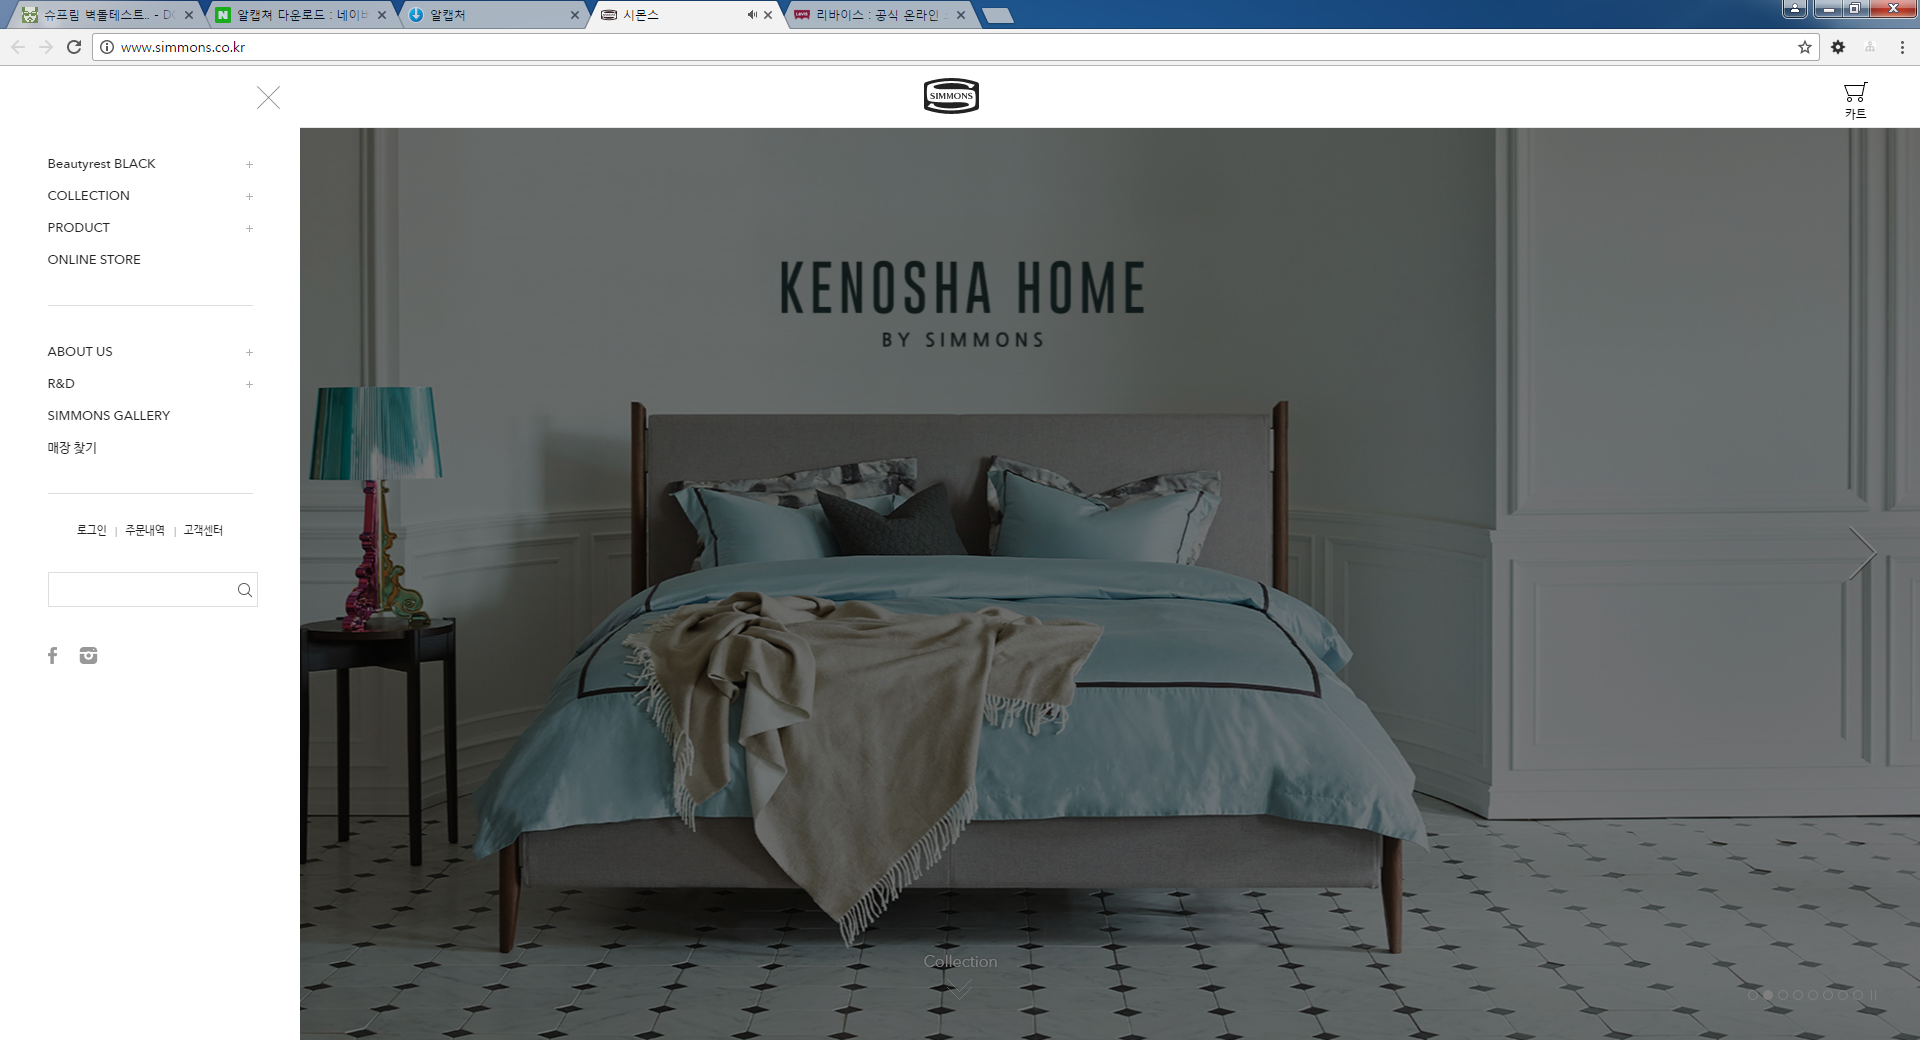 슈프림 벽돌테스트.. - D
알캡쳐 다운로드 : 네이버
알캡처
시몬스
리바이스 : 공식 온라인
www.simmons.co.kr
SIMMONS
카트
Beautyrest BLACK
COLLECTION
PRODUCT
ONLINE STORE
ABOUT US
R&D
SIMMONS GALLERY
매장 찾기
로그인 | 주문내역 | 고객센터
KENOSHA HOME
BY SIMMONS
Collection